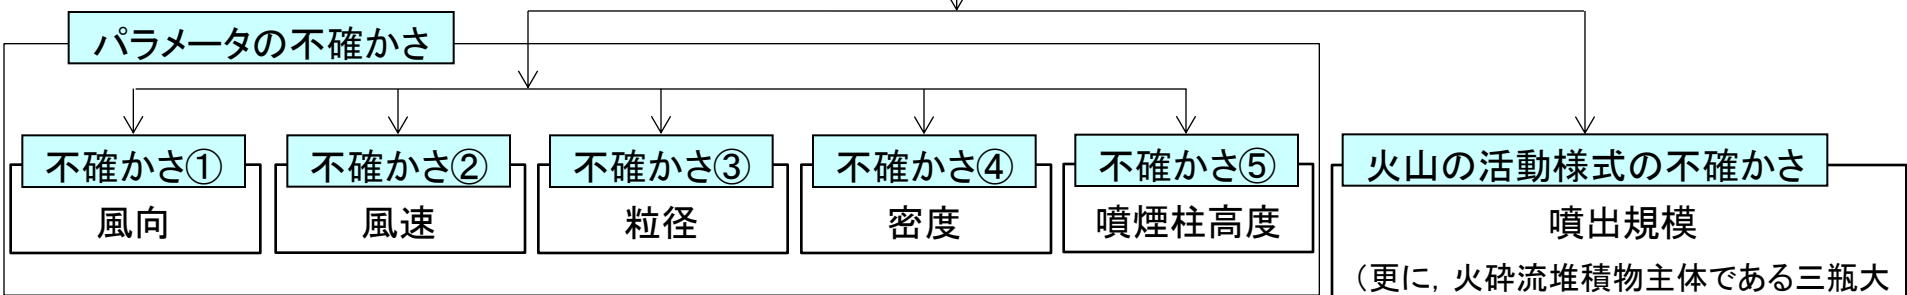 パラメータの不確かさ
不確かさ①
不確かさ②
不確かさ③
不確かさ④
不確かさ⑤
火山の活動様式の不確かさ
風向
風速
粒径
密度
噴煙柱高度
噴出規模
（更に，火砕流堆積物主体である三瓶大